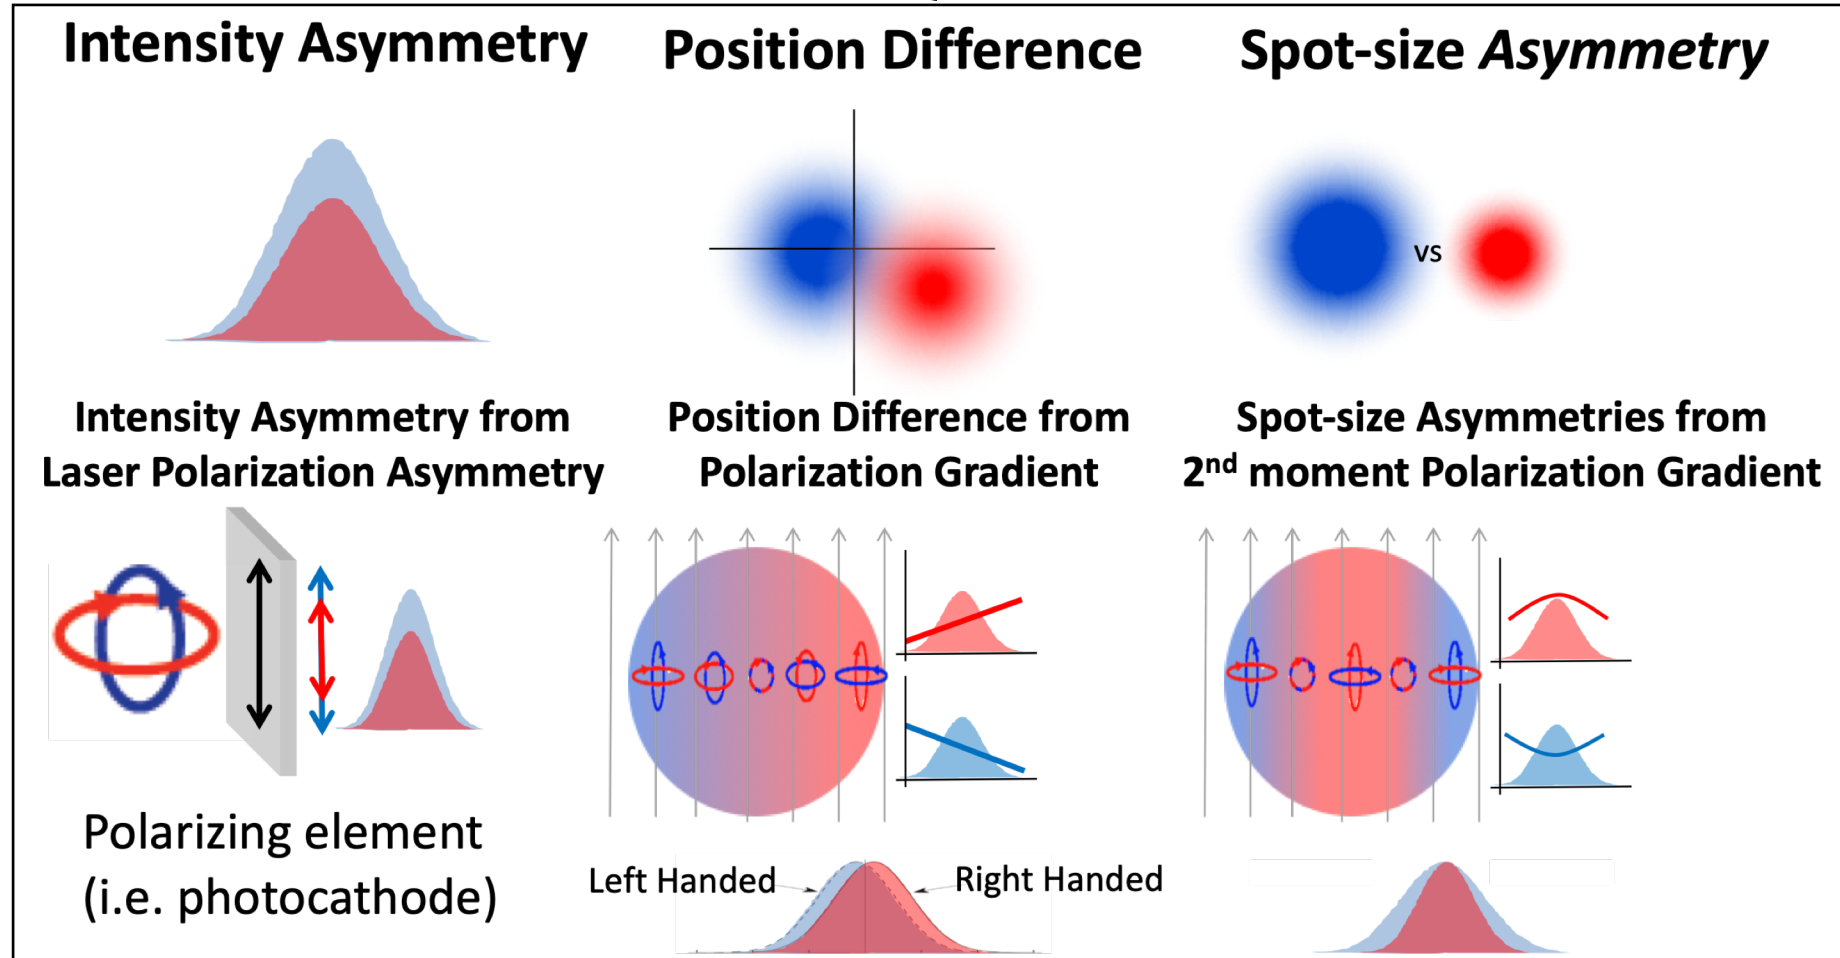 Intensity Asymmetry
Position Difference
Spot-size Asymmetry
vs
Intensity Asymmetry from
Laser Polarization Asymmetry
Position Difference from
Polarization Gradient
Spot-size Asymmetries from
2nd moment Polarization Gradient
Polarizing element
(i.e. photocathode)
Left Handed
Right Handed